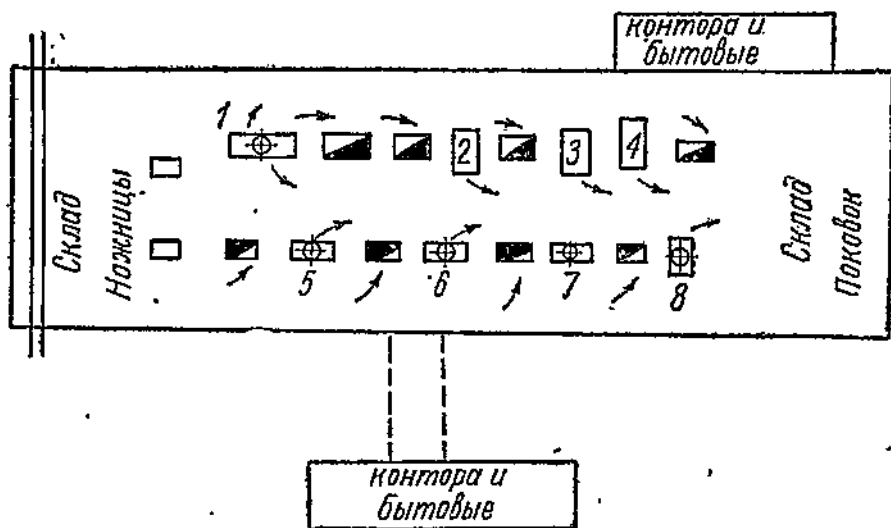 контора и
бытовые
1
2
3
4
Склад
Ножницы
Склад
Поковок
5
6
7
8
контора и
бытовые